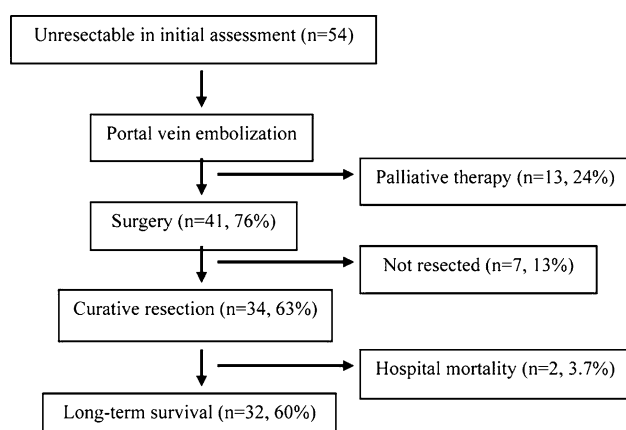 Unresectable in initial assessment (n=54)
Portal vein embolization
Palliative therapy (n=13, 24%)
Surgery (n=41, 76%)
Not resected (n=7, 13%)
Curative resection (n=34, 63%)
Hospital mortality (n=2, 3.7%)
Long-term survival (n=32, 60%)